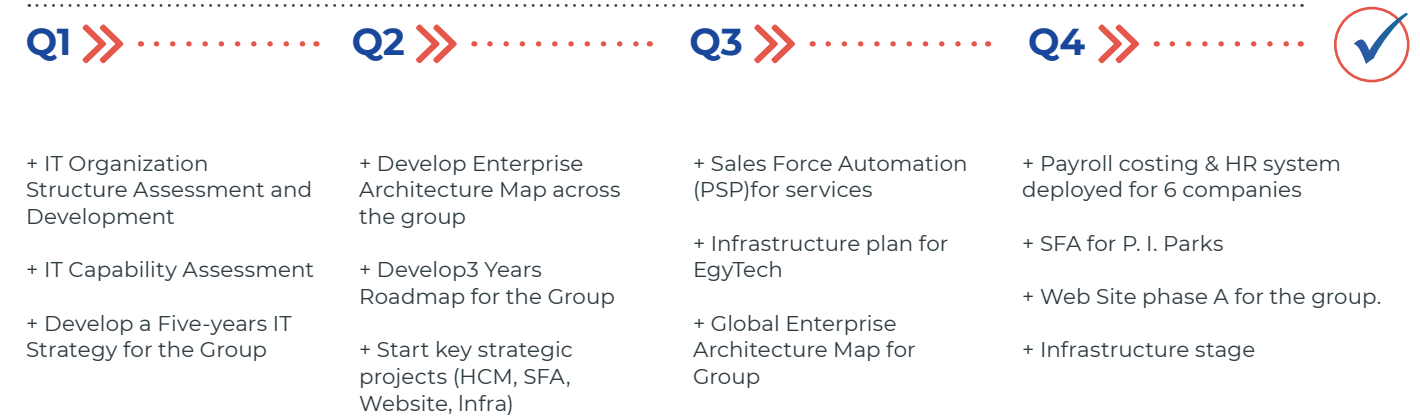 Q1
Q2
Q3
Q4
+ IT Organization
Structure Assessment and
Development
+ IT Capability Assessment
+ Develop a Five-years IT
Strategy for the Group
+ Develop Enterprise
Architecture Map across
the group
+ Develop3 Years
Roadmap for the Group
+ Start key strategic
projects (HCM, SFA,
Website, Infra)
+ Sales Force Automation
(PSP)for services
+ Infrastructure plan for
EgyTech
+ Global Enterprise
Architecture Map for
Group
+ Payroll costing & HR system
deployed for 6 companies
+ SFA for P. I. Parks
+ Web Site phase A for the group.
+ Infrastructure stage